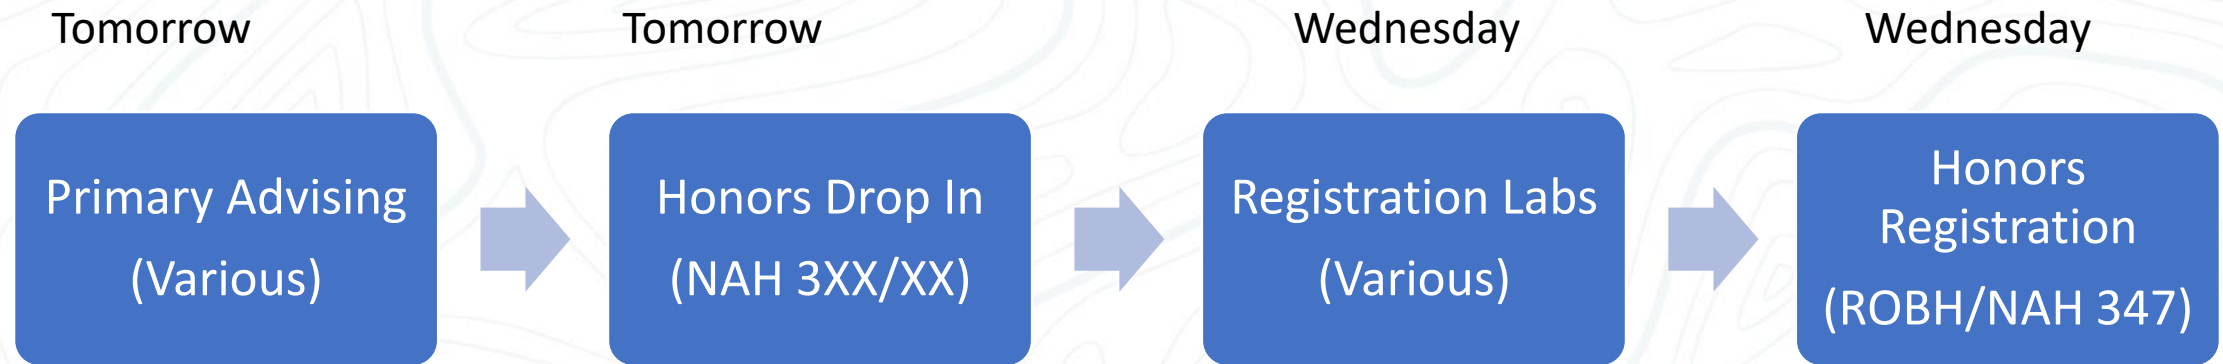 Tomorrow
Tomorrow
Wednesday
Wednesday
Primary Advising
(Various)
Honors Drop In
(NAH 3XX/XX)
Registration Labs
(Various)
Honors
Registration
(ROBH/NAH 347)